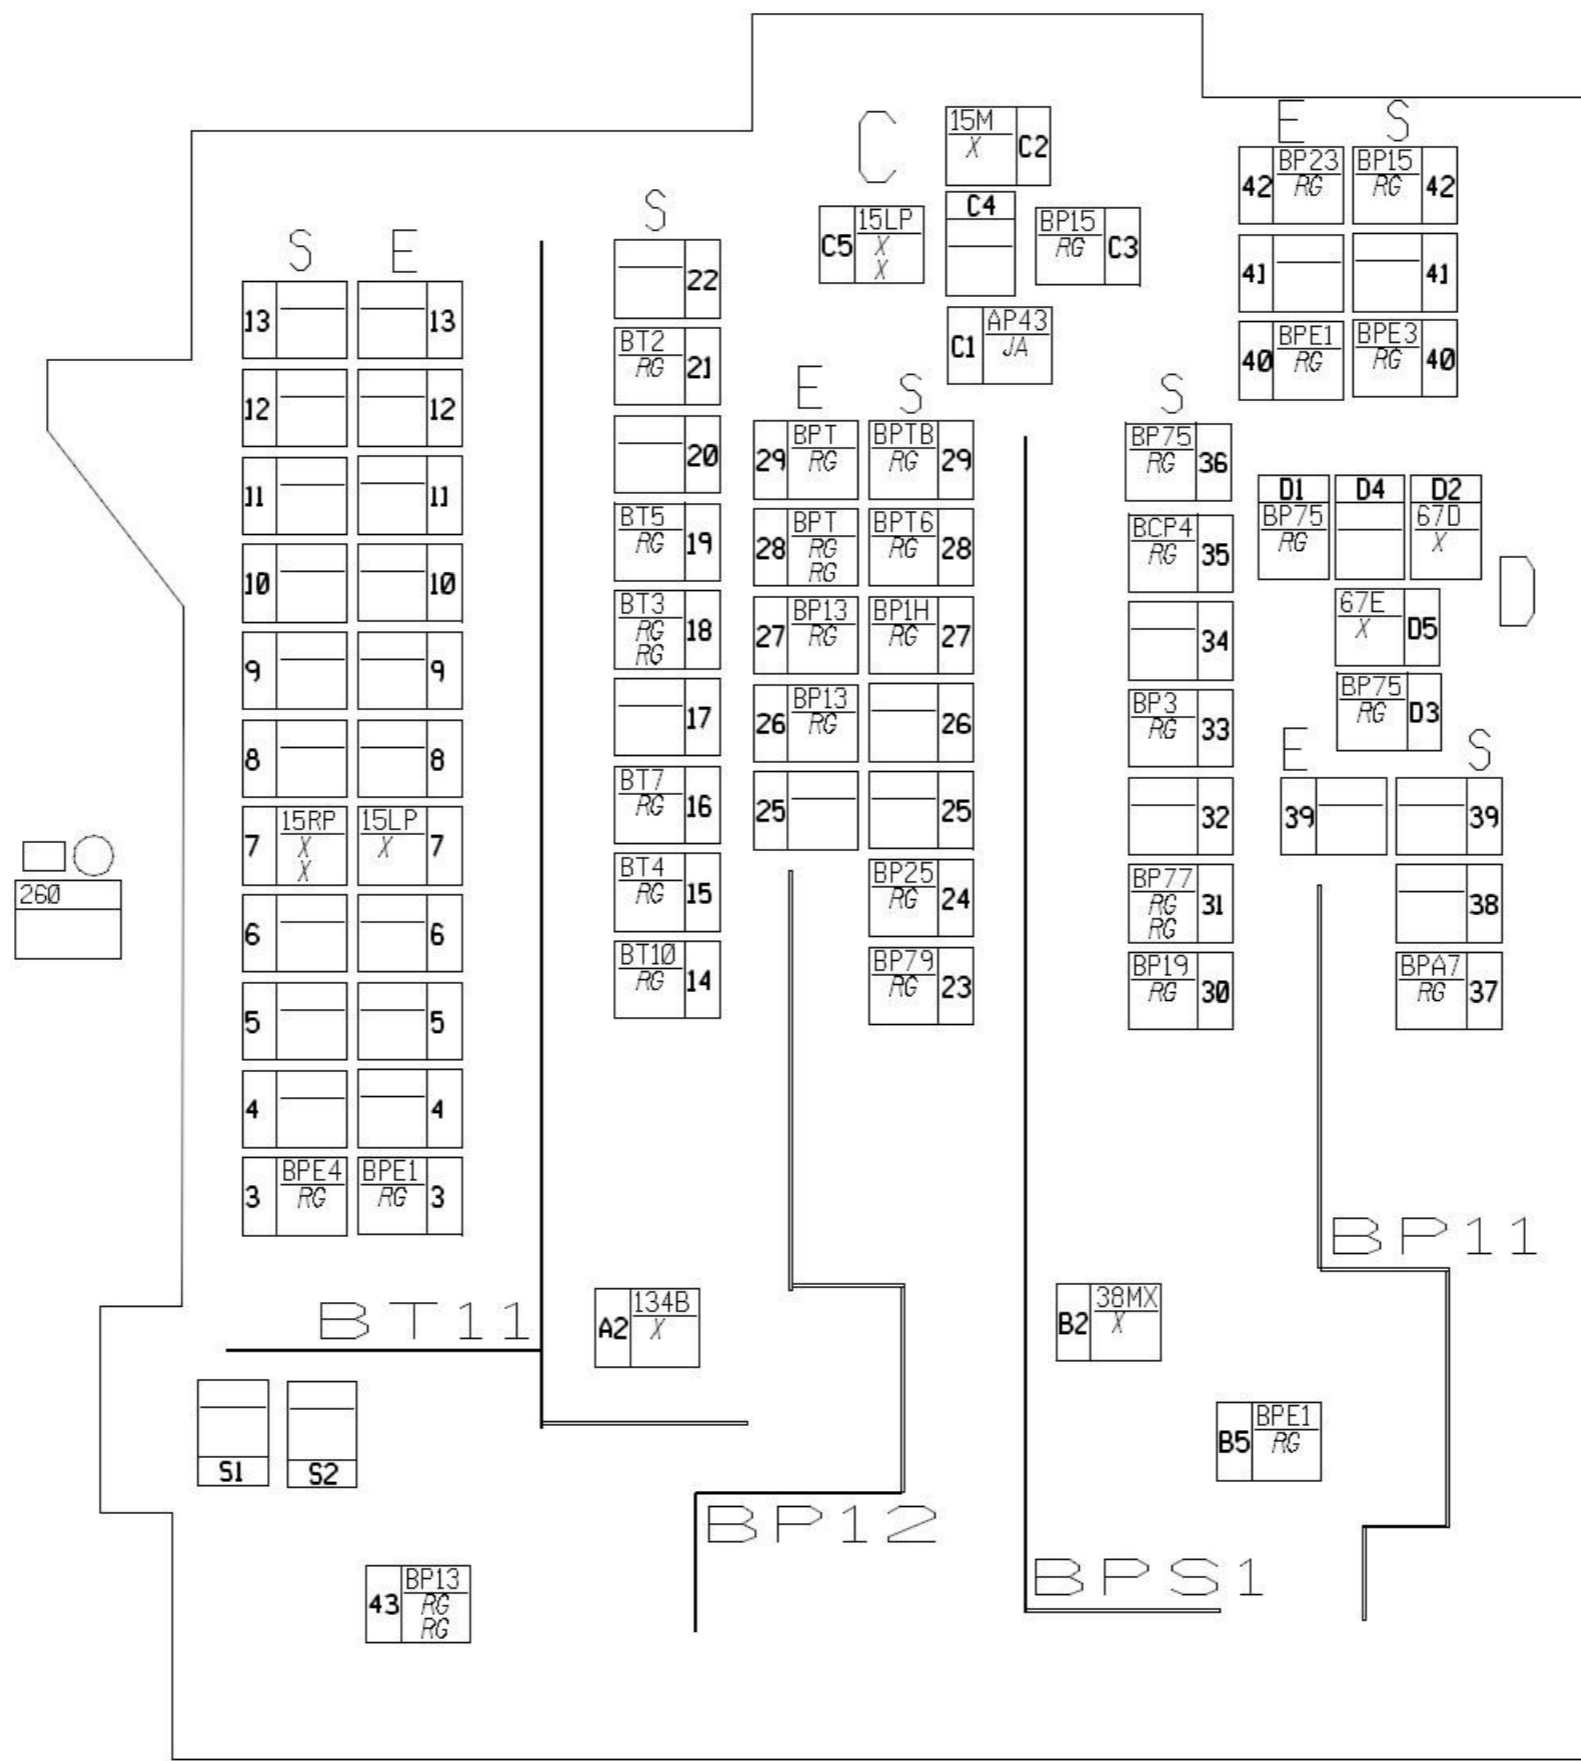 C
15M
X
C2
C4
15LP
X
X
C5
BP15
RG
C3
AP43
JA
C1
E S
42 BP23
RG
BP15 42
RG
41 41
40 BPE1
RG
BPE3 40
RG
S E
13 13
12 12
11 11
10 10
9 9
8 8
7 15RP
X
X
15LP 7
X
6 6
5 5
4 4
3 BPE4
RG
BPE1 3
RG
BT11
S
22
BT2
RG 21
20
BT5
RG 19
BT3
RG 18
RG
17
BT7
RG 16
BT4
RG 15
BT10
RG 14
E S
29 BPT
RG
BPTB 29
RG
28 BPT
RG
RG
BPT6 28
RG
27 BP13
RG
BP1H 27
RG
26 BP13
RG
26
25 25
BP25
RG 24
BP79
RG 23
S
BP75
RG 36
BCP4
RG 35
34
BP3
RG 33
32
BP77
RG 31
RG
BP19
RG 30
D1 D4 D2
BP75
RG
67D
X
D
67E
X D5
BP75
RG D3
E S
39 39
38
BPA7
RG 37
BP11
260
A2 134B
X
B2 38MX
X
B5 BPE1
RG
S1 S2
BP12
BPS1
43 BP13
RG
RG